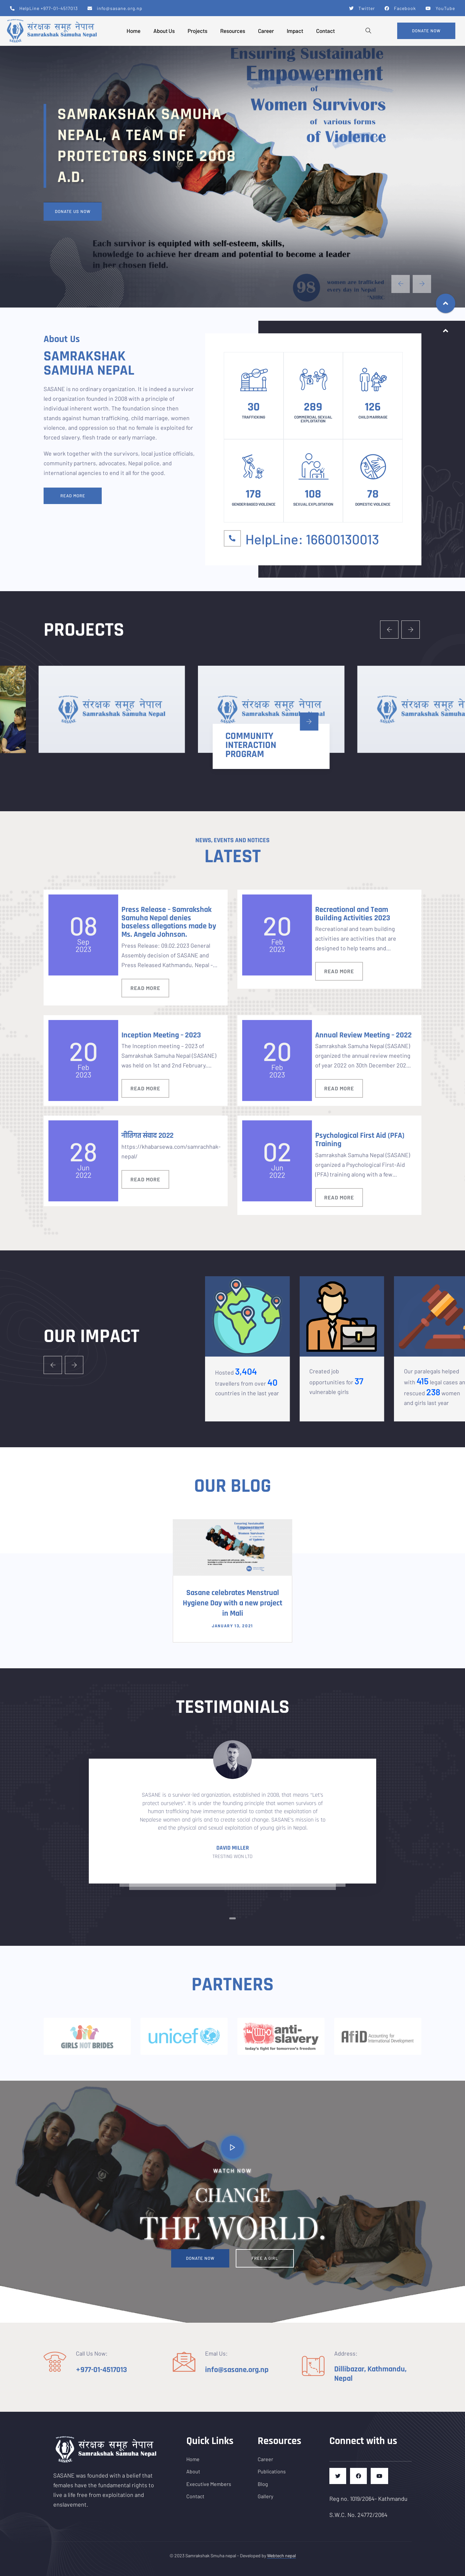 HelpLine +977-01-4517013
info@sasane.org.np
Twitter
Facebook
YouTube
संरक्षक समूह नेपाल
Samrakshak Samuha Nepal
Home
About Us
Projects
Resources
Career
Impact
Contact
DONATE NOW
Ensuring Sustainable
Empowerment
of
Women Survivors
of various forms
of Violence
SAMRAKSHAK SAMUHA
NEPAL, A TEAM OF
PROTECTORS SINCE 2008
A.D.
DONATE US NOW
Each survivor is equipped with self-esteem, skills,
knowledge to achieve her dream and potential to become a leader
in her chosen field.
98
women are trafficked
every day in Nepal
About Us
SAMRAKSHAK
SAMUHA NEPAL
SASANE is no ordinary organization. It is indeed a survivor
led organization founded in 2008 with a principle of
individual inherent worth. The foundation since then
stands against human trafficking, child marriage, women
violence, and oppression so that no female is exploited for
forced slavery, flesh trade or early marriage.
We work together with the survivors, local justice officials,
community partners, advocates, Nepal police, and
international agencies to end it all for the good.
READ MORE
30
TRAFFICKING
289
COMMERCIAL SEXUAL
EXPLOITATION
126
CHILD MARRIAGE
178
GENDER BASED VIOLENCE
108
SEXUAL EXPLOITATION
78
DOMESTIC VIOLENCE
HelpLine: 16600130013
PROJECTS
संरक्षक समूह नेपाल
Samrakshak Samuha Nepal
संरक्षक समूह नेपाल
Samrakshak Samuha Nepal
संरक्षक समूह
Samrakshak Samuha
COMMUNITY
INTERACTION
PROGRAM
NEWS, EVENTS AND NOTICES
LATEST
08
Sep
2023
Press Release – Samrakshak
Samuha Nepal denies
baseless allegations made by
Ms. Angela Johnson.
Press Release: 09.02.2023 General
Assembly decision of SASANE and
Press Released Kathmandu, Nepal –...
READ MORE
20
Feb
2023
Recreational and Team
Building Activities 2023
Recreational and team building
activities are activities that are
designed to help teams and...
READ MORE
20
Feb
2023
Inception Meeting – 2023
The Inception meeting – 2023 of
Samrakshak Samuha Nepal (SASANE)
was held on 1st and 2nd February,...
READ MORE
20
Feb
2023
Annual Review Meeting – 2022
Samrakshak Samuha Nepal (SASANE)
organized the annual review meeting
of year 2022 on 30th December 202...
READ MORE
28
Jun
2022
नीतिगत संवाद 2022
https://khabarsewa.com/samrachhak-
nepal/
READ MORE
02
Jun
2022
Psychological First Aid (PFA)
Training
Samrakshak Samuha Nepal (SASANE)
organized a Psychological First-Aid
(PFA) training along with a few...
READ MORE
OUR IMPACT
Hosted 3,404
travellers from over 40
countries in the last year
Created job
opportunities for 37
vulnerable girls
Our paralegals helped
with 415 legal cases an
rescued 238 women
and girls last year
OUR BLOG
Sasane celebrates Menstrual
Hygiene Day with a new project
in Mali
JANUARY 13, 2021
TESTIMONIALS
SASANE is a survivor-led organization, established in 2008, that means "Let's
protect ourselves". It is under the founding principle that women survivors of
human trafficking have immense potential to combat the exploitation of
Nepalese women and girls, and to create social change. SASANE's mission is to
end the physical and sexual exploitation of young girls in Nepal.
DAVID MILLER
TRESTINE WON LTD
PARTNERS
GIRLS NOT BRIDES
unicef
anti-
slavery
today's fight for tomorrow's freedom
AfID Accounting for
International Development
WATCH NOW
CHANGE
THE WORLD.
DONATE NOW
FREE A GIRL
Call Us Now:
+977-01-4517013
Emal Us:
info@sasane.org.np
Address:
Dillibazar, Kathmandu,
Nepal
संरक्षक समूह नेपाल
Samrakshak Samuha Nepal
SASANE was founded with a belief that
females have the fundamental rights to
live a life free from exploitation and
enslavement.
Quick Links
Home
About
Executive Members
Contact
Resources
Career
Publications
Blog
Gallery
Connect with us
Reg no. 1019/2064- Kathmandu
S.W.C. No. 24772/2064
© 2023 Samrakshak Smuha nepal – Developed by Webtech nepal